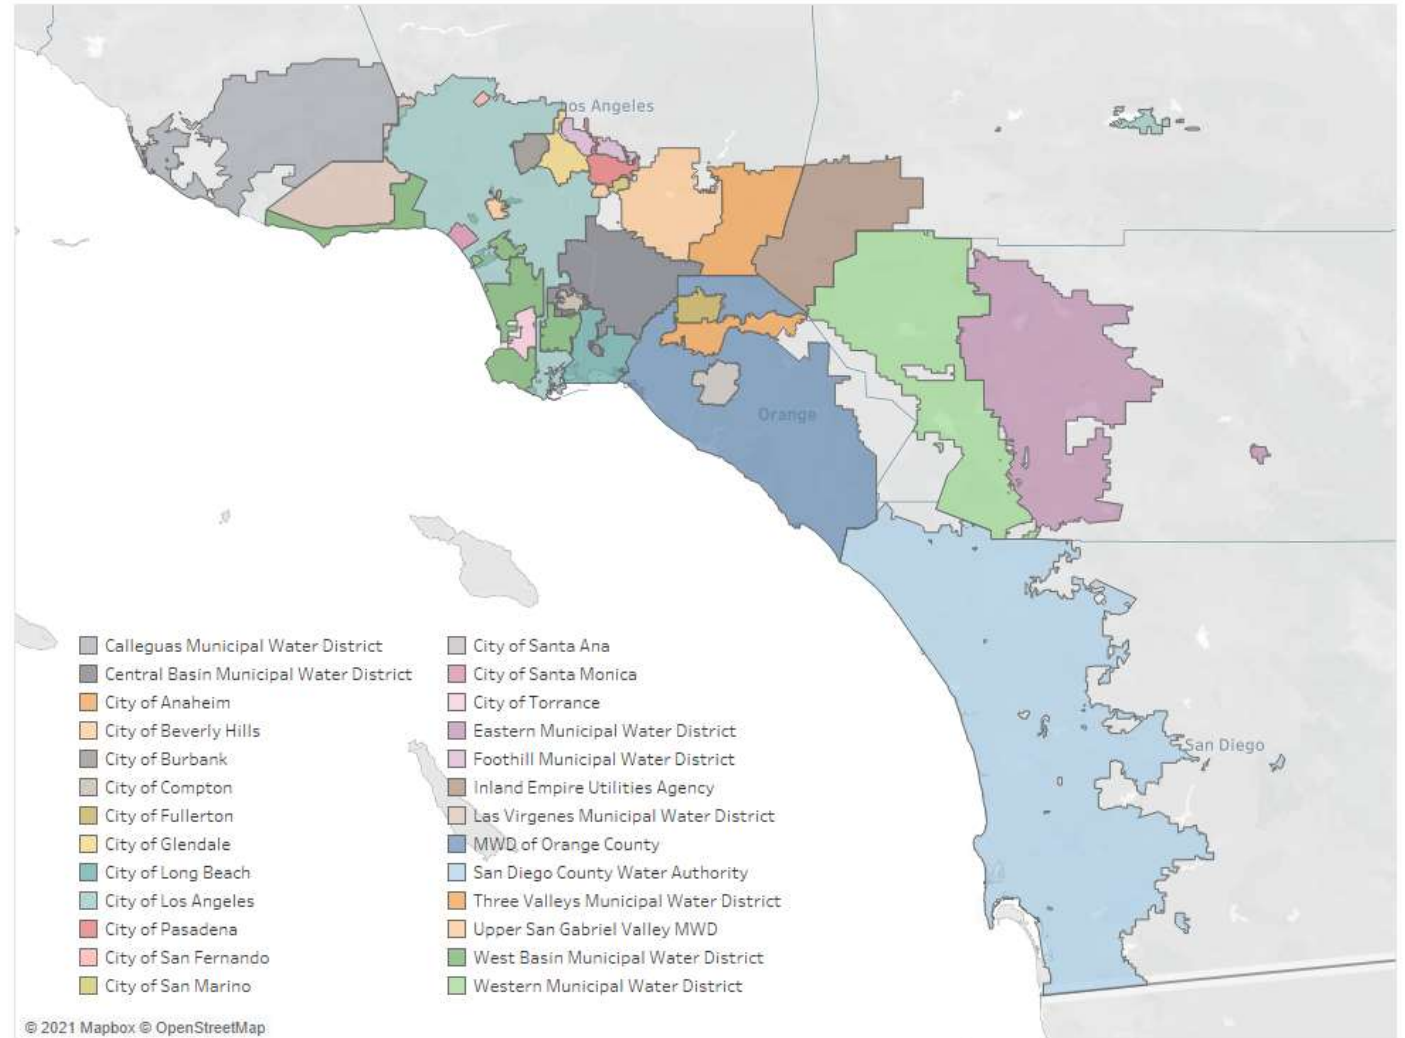 Los Angeles
Orange
San Diego
Calleguas Municipal Water District
Central Basin Municipal Water District
City of Anaheim
City of Beverly Hills
City of Burbank
City of Compton
City of Fullerton
City of Glendale
City of Long Beach
City of Los Angeles
City of Pasadena
City of San Fernando
City of San Marino
City of Santa Ana
City of Santa Monica
City of Torrance
Eastern Municipal Water District
Foothill Municipal Water District
Inland Empire Utilities Agency
Las Virgenes Municipal Water District
MWD of Orange County
San Diego County Water Authority
Three Valleys Municipal Water District
Upper San Gabriel Valley MWD
West Basin Municipal Water District
Western Municipal Water District
© 2021 Mapbox © OpenStreetMap